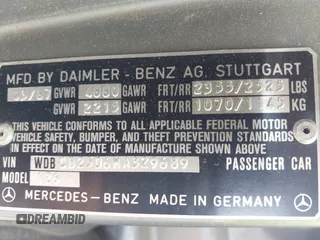 MFD BY DAIMLER - BENZ AG. STUTTGART
GVWR 4880 GAWR FRT/RR LBS
GVWR 2215 GAWR FRT/RR KG
THIS VEHICLE CONFORMS TO ALL APPLICABLE FEDERAL MOTOR
VEHICLE SAFETY, BUMPER, AND THEFT PREVENTION STANDARDS
IN EFFECT ON THE DATE OF MANUFACTURE SHOWN ABOVE
VIN WDB PASSENGER CAR
MODEL
MERCEDES-BENZ MADE IN GERMANY
DREAMBID